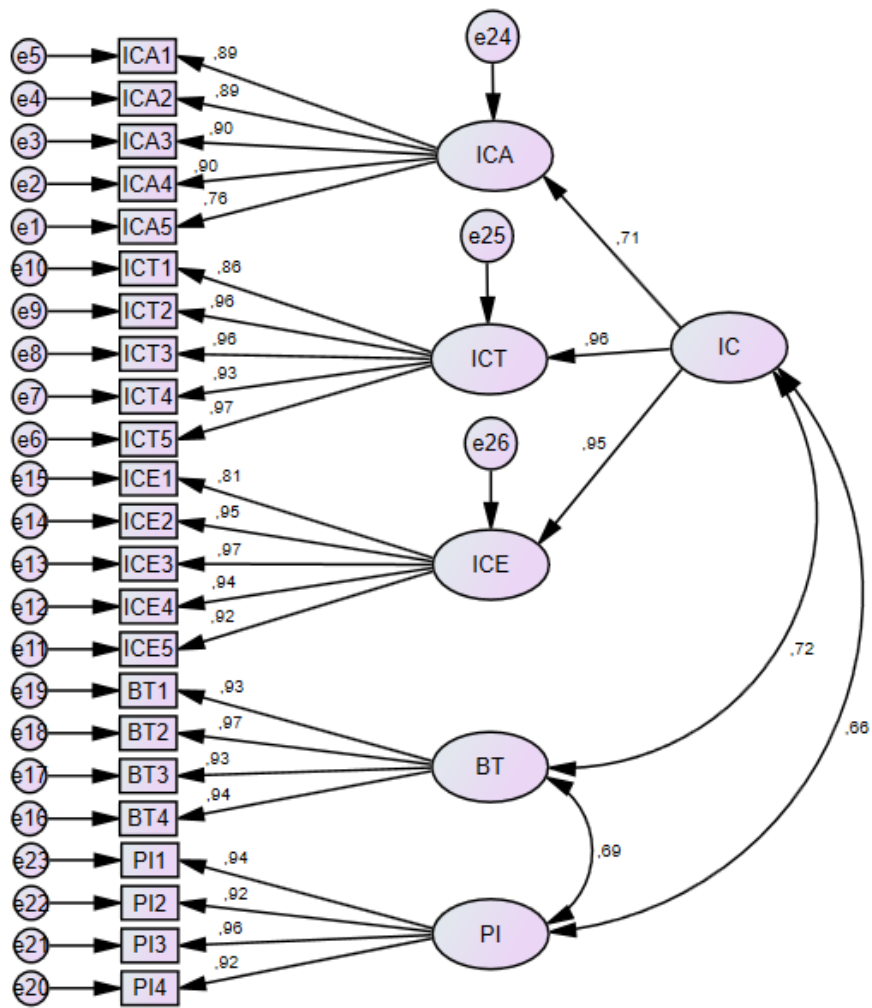 e24
e5 ICA1 ,89
e4 ICA2 ,89
e3 ICA3 ,90
ICA
e2 ICA4 ,90
e1 ICA5 ,76
e25
,71
e10 ICT1 ,86
e9 ICT2 ,96
e8 ICT3 ,96
ICT ,96 IC
e7 ICT4 ,93
e6 ICT5 ,97
e26
,95
e15 ICE1 ,81
e14 ICE2 ,95
e13 ICE3 ,97
ICE
e12 ICE4 ,94
e11 ICE5 ,92
,72
e19 BT1 ,93
e18 BT2 ,97
,66
e17 BT3 ,93
BT
e16 BT4 ,94
,69
e23 PI1 ,94
e22 PI2 ,92
e21 PI3 ,96
PI
e20 PI4 ,92